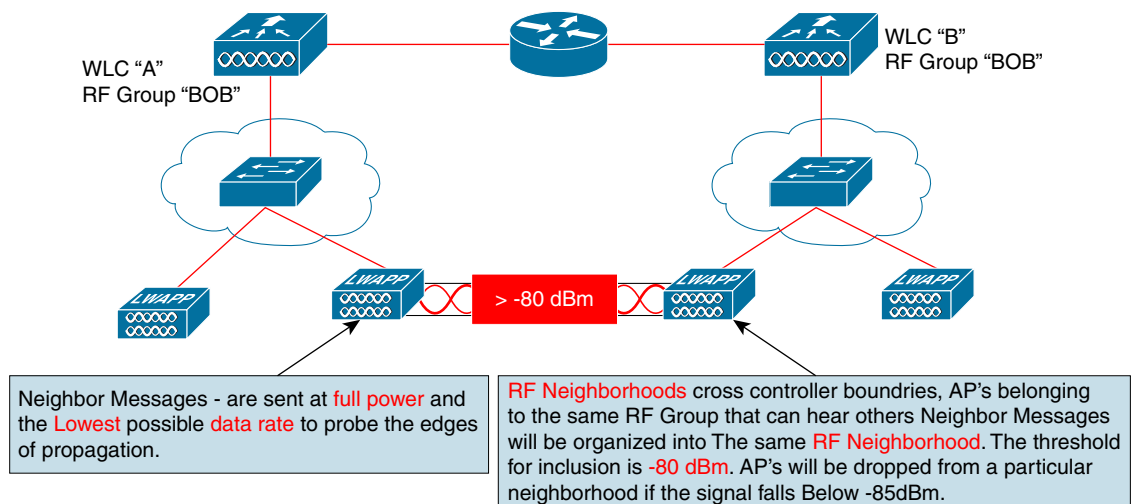 WLC “A”
RF Group “BOB”
WLC “B”
RF Group “BOB”
LWAPP
LWAPP
> -80 dBm
LWAPP
LWAPP
Neighbor Messages - are sent at full power and
the Lowest possible data rate to probe the edges
of propagation.
RF Neighborhoods cross controller boundries, AP’s belonging
to the same RF Group that can hear others Neighbor Messages
will be organized into The same RF Neighborhood. The threshold
for inclusion is -80 dBm. AP’s will be dropped from a particular
neighborhood if the signal falls Below -85dBm.